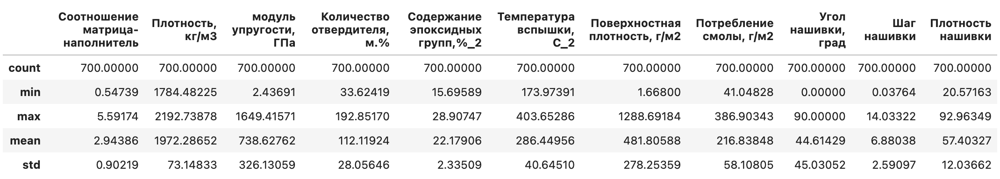 Соотношение матрица-наполнитель Плотность, кг/м3 модуль упругости, ГПа Количество отвердителя, м.% Содержание эпоксидных групп,%_2 Температура вспышки, С_2 Поверхностная плотность, г/м2 Потребление смолы, г/м2 Угол нашивки, град Шаг нашивки Плотность нашивки
count 700.00000 700.00000 700.00000 700.00000 700.00000 700.00000 700.00000 700.00000 700.00000 700.00000 700.00000
min 0.54739 1784.48225 2.43691 33.62419 15.69589 173.97391 1.66800 41.04828 0.00000 0.03764 20.57163
max 5.59174 2192.73878 1649.41571 192.85170 28.90747 403.65286 1288.69184 386.90343 90.00000 14.03322 92.96349
mean 2.94386 1972.28652 738.62762 112.11924 22.17906 286.44956 481.80588 216.83848 44.61429 6.88038 57.40327
std 0.90219 73.14833 326.13059 28.05646 2.33509 40.64510 278.25359 58.10805 45.03052 2.59097 12.03662